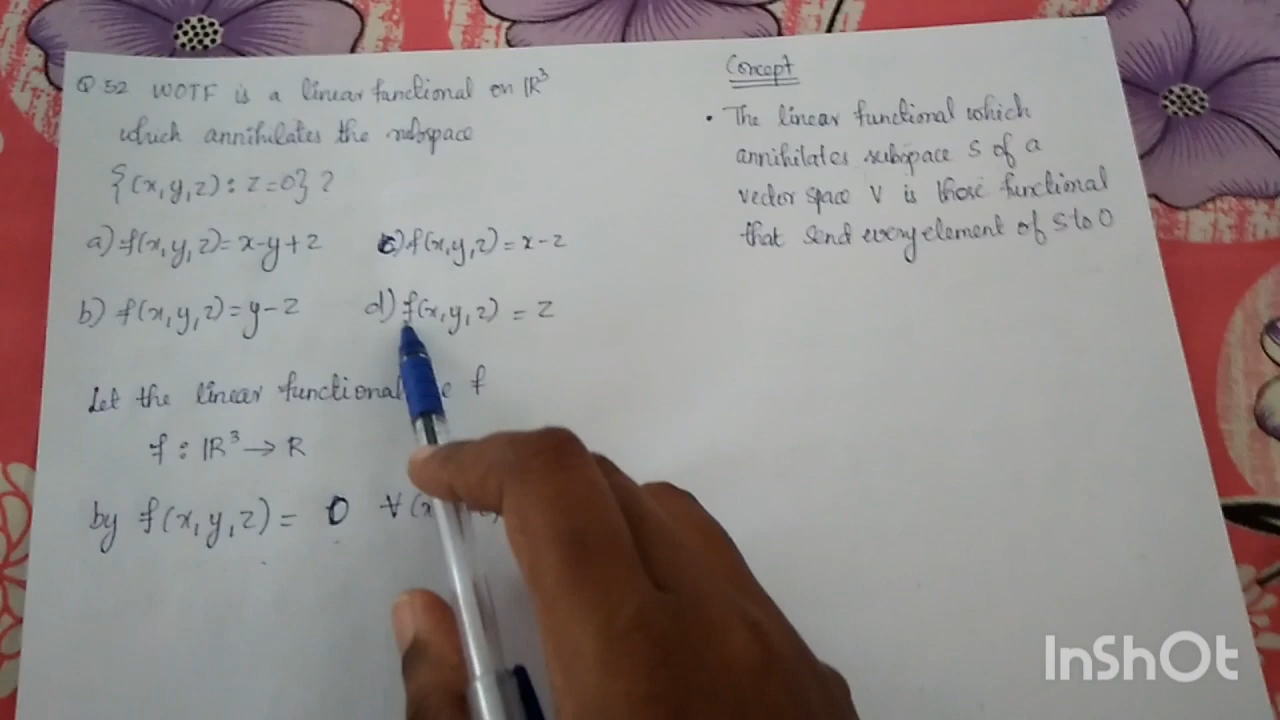 Q 52 WOTF is a linear functional on ℝ³
which annihilates the subspace
{(x,y,z) : z=0} ?
a) f(x,y,z) = x-y+z
c) f(x,y,z) = x-z
b) f(x,y,z) = y-z
d) f(x,y,z) = z
Let the linear functional f
f : ℝ³ → R
by f(x,y,z) = 0 ∀(x
Concept
• The linear functional which
annihilates subspace S of a
vector space V is those functional
that send every element of S to 0
InShOt